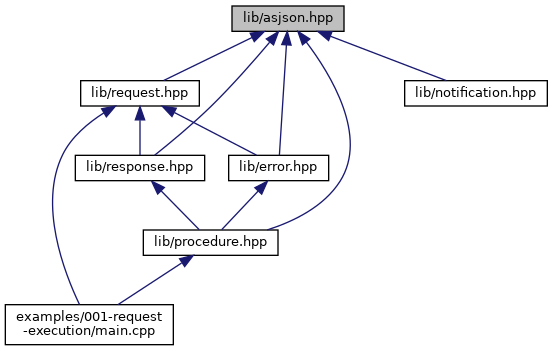 lib/asjson.hpp
lib/request.hpp
lib/notification.hpp
lib/response.hpp
lib/error.hpp
lib/procedure.hpp
examples/001-request
-execution/main.cpp